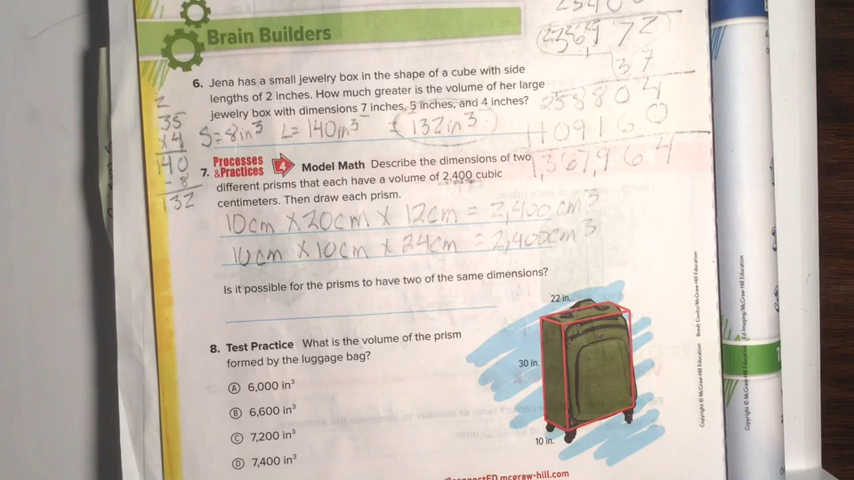 Brain Builders
6. Jena has a small jewelry box in the shape of a cube with side
lengths of 2 inches. How much greater is the volume of her large
jewelry box with dimensions 7 inches, 5 inches, and 4 inches?
S = 8in³ L = 140in³ = 132in³
2
35
x4
140
- 8
132
37
258804
1,367,964
7. Processes & Practices 4 Model Math Describe the dimensions of two
different prisms that each have a volume of 2,400 cubic
centimeters. Then draw each prism.
10cm x 20cm x 12cm = 2,400cm³
10cm x 10cm x 24cm = 2,400cm³
Is it possible for the prisms to have two of the same dimensions?
8. Test Practice What is the volume of the prism
formed by the luggage bag?
A 6,000 in³
B 6,600 in³
C 7,200 in³
D 7,400 in³
22 in.
30 in.
10 in.
mcgraw-hill.com
Copyright © McGraw-Hill Education